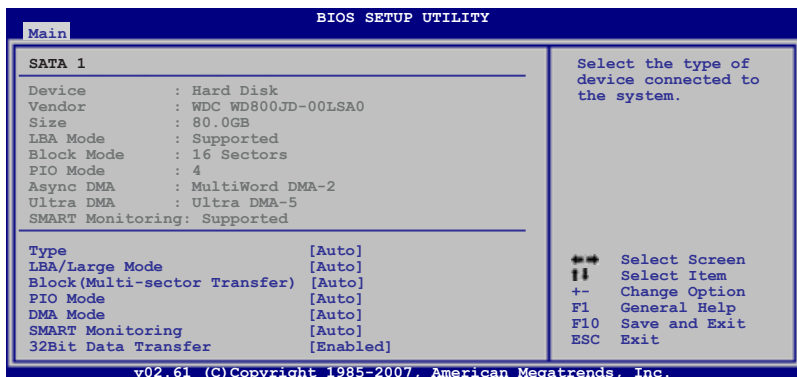 BIOS SETUP UTILITY
Main
SATA 1
Device : Hard Disk
Vendor : WDC WD800JD-00LSA0
Size : 80.0GB
LBA Mode : Supported
Block Mode : 16 Sectors
PIO Mode : 4
Async DMA : MultiWord DMA-2
Ultra DMA : Ultra DMA-5
SMART Monitoring: Supported
Type [Auto]
LBA/Large Mode [Auto]
Block(Multi-sector Transfer) [Auto]
PIO Mode [Auto]
DMA Mode [Auto]
SMART Monitoring [Auto]
32Bit Data Transfer [Enabled]
Select the type of
device connected to
the system.
Select Screen
Select Item
+- Change Option
F1 General Help
F10 Save and Exit
ESC Exit
v02.61 (C)Copyright 1985-2007, American Megatrends, Inc.